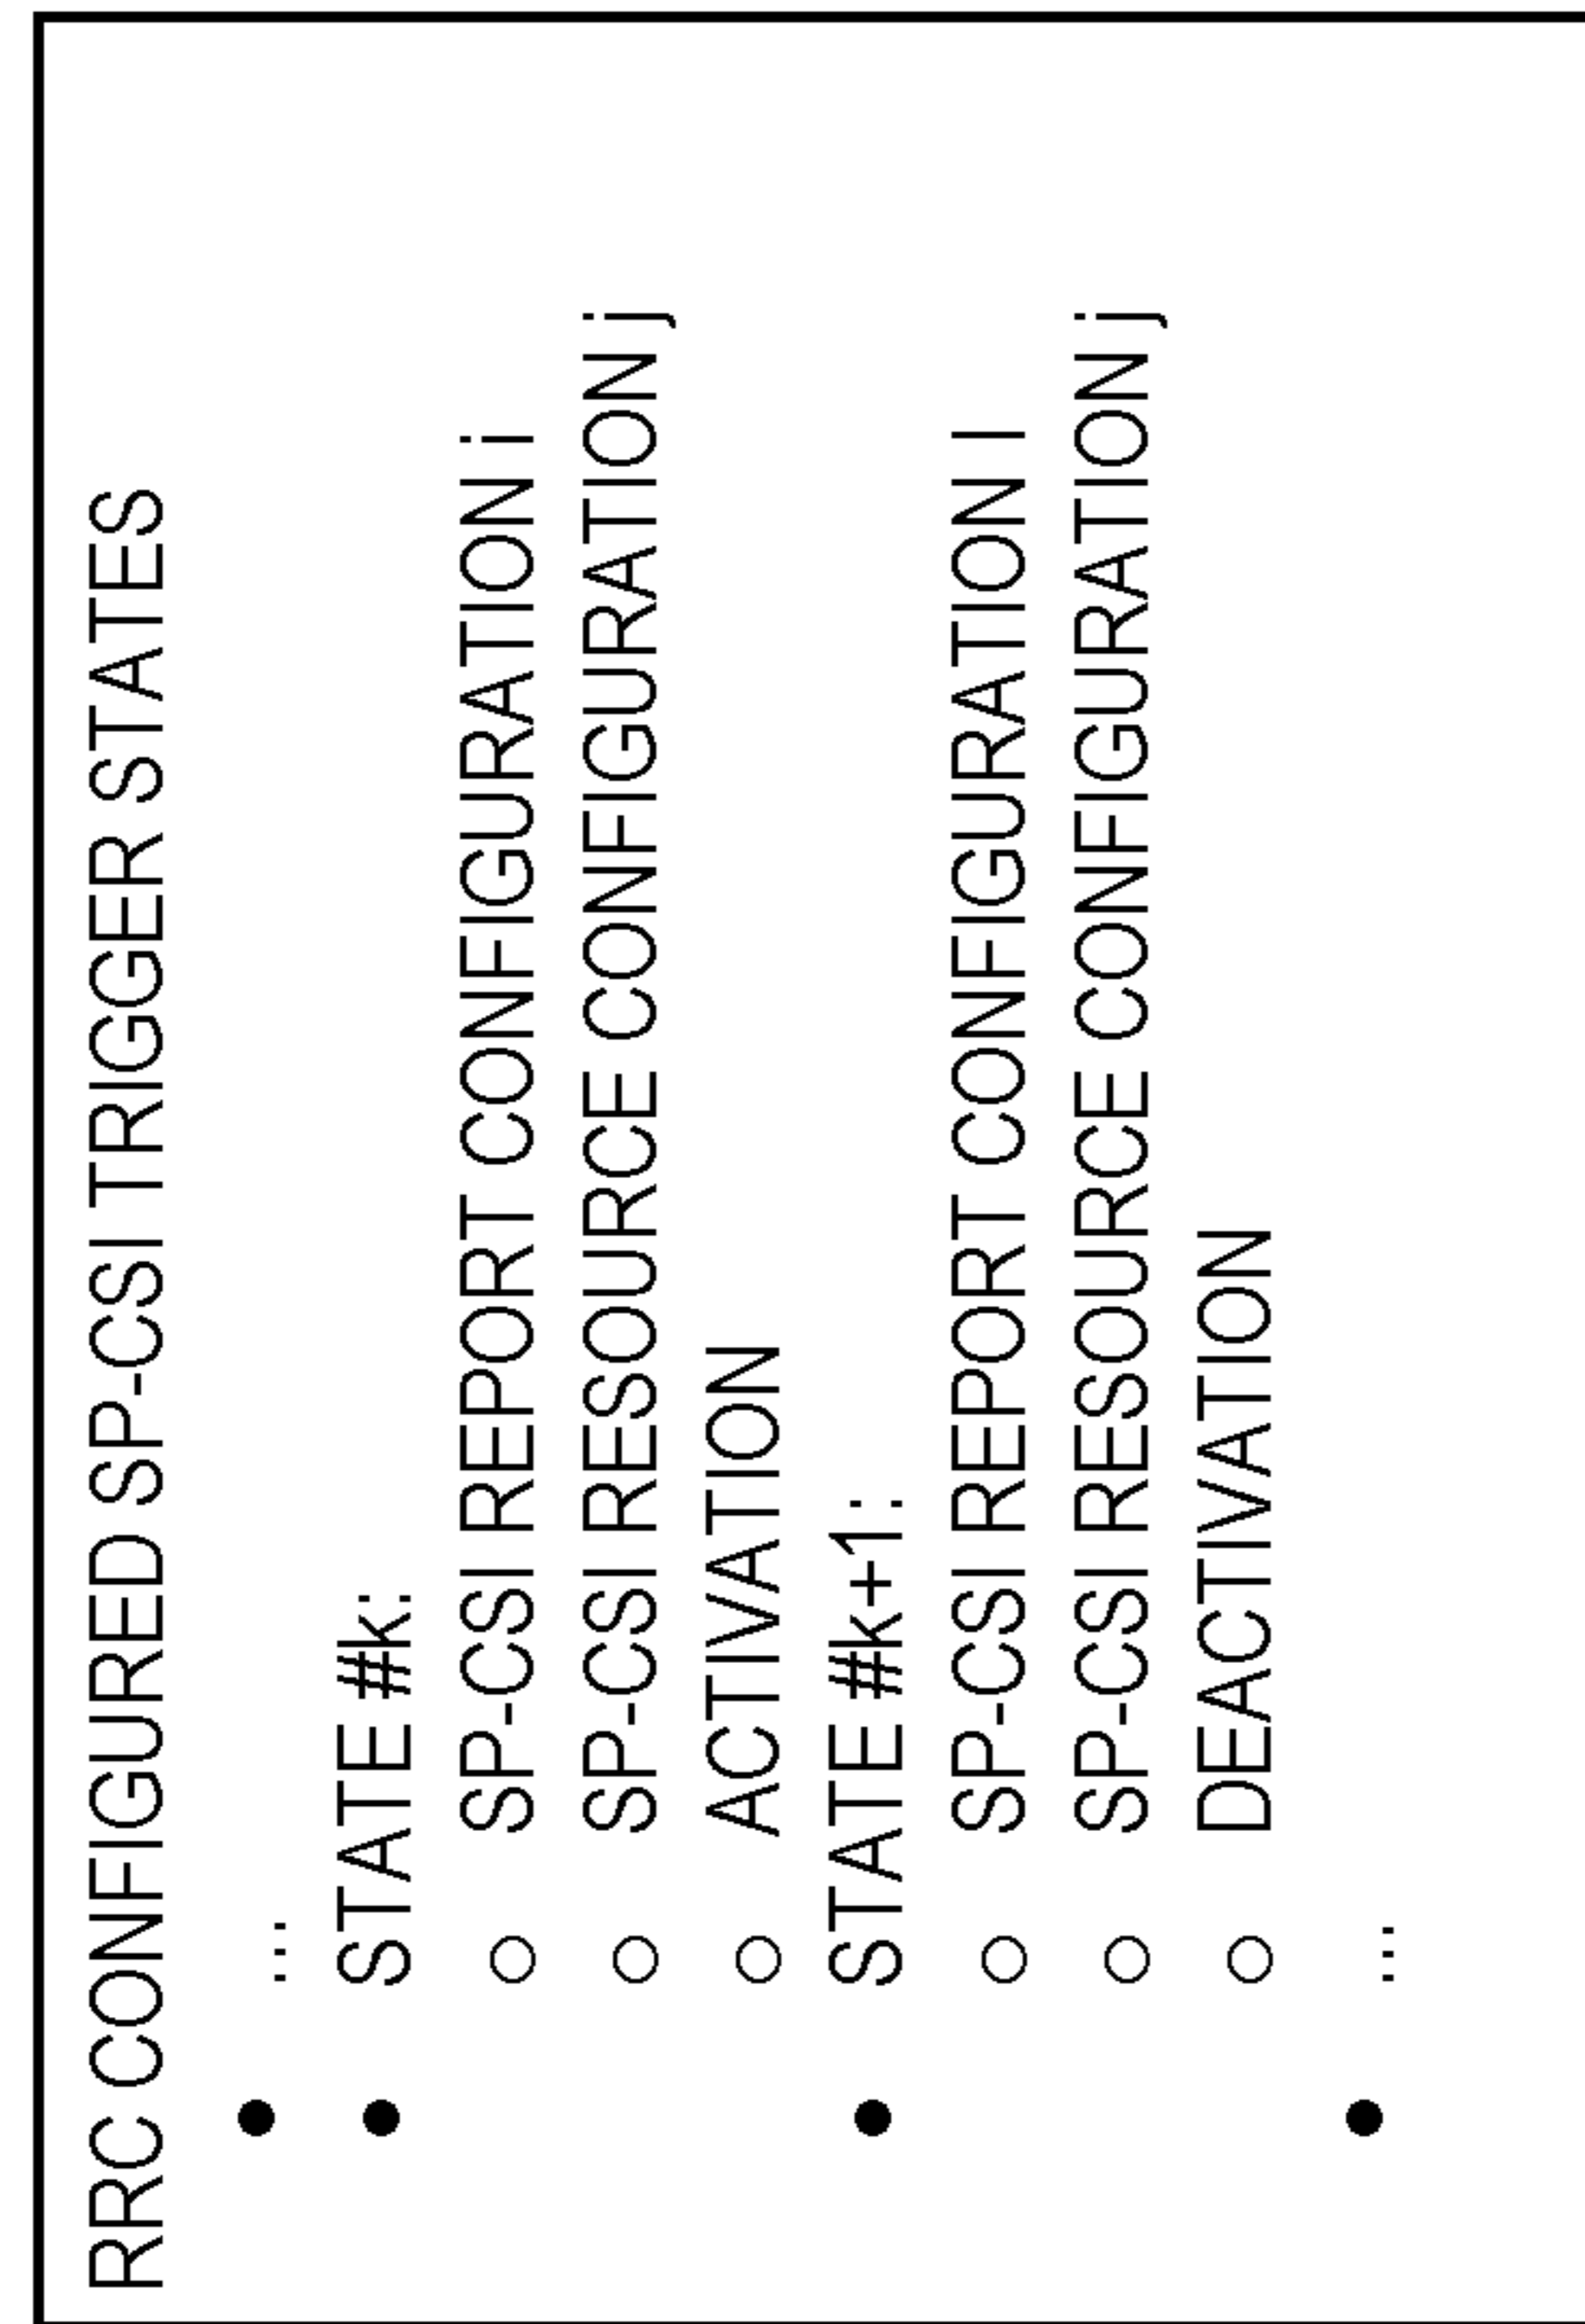 RRC CONFIGURED SP-CSI TRIGGER STATES
● ...
● STATE #k:
○ SP-CSI REPORT CONFIGURATION i
○ SP-CSI RESOURCE CONFIGURATION j
○ ACTIVATION
● STATE #k+1:
○ SP-CSI REPORT CONFIGURATION I
○ SP-CSI RESOURCE CONFIGURATION j
○ DEACTIVATION
● ...